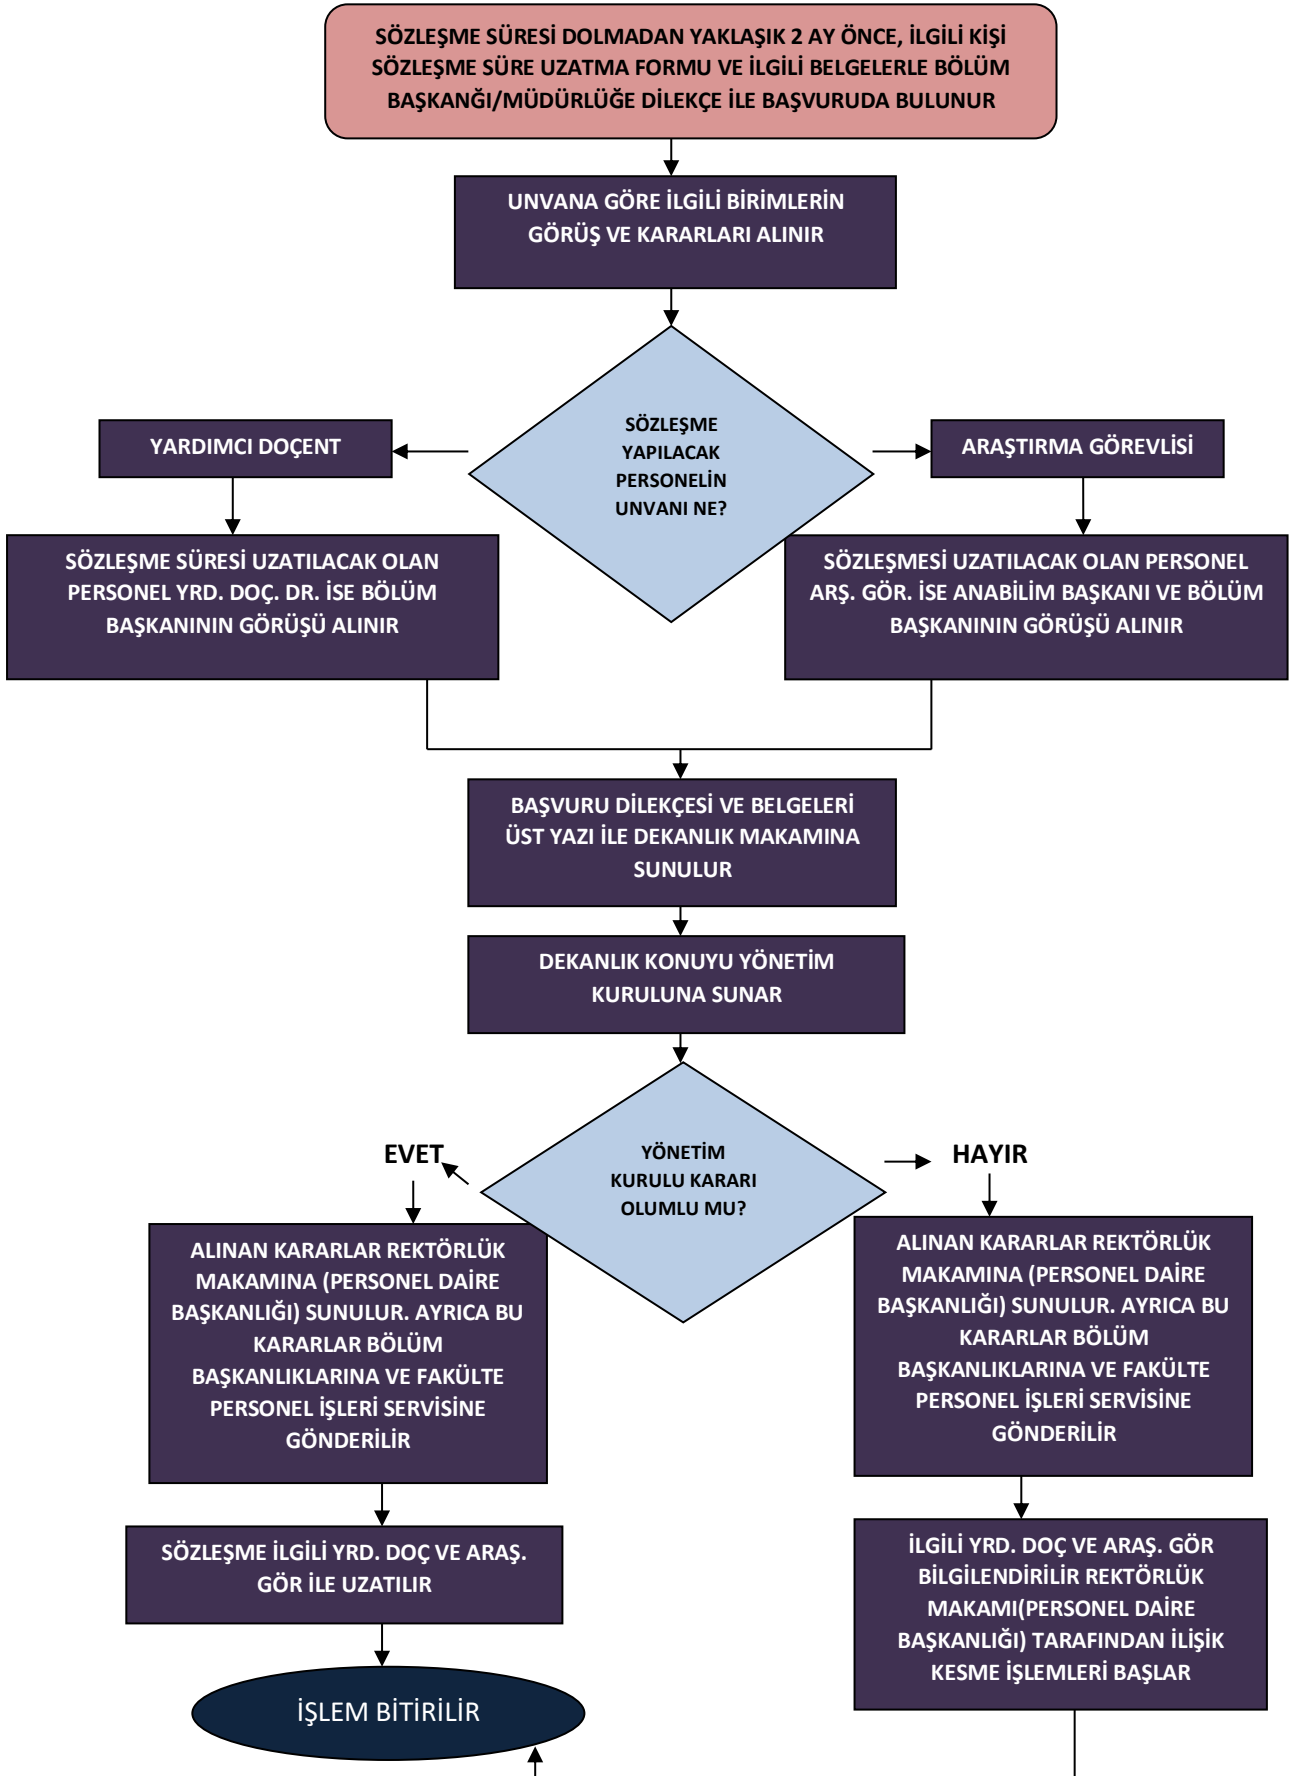 SÖZLEŞME SÜRESİ DOLMADAN YAKLAŞIK 2 AY ÖNCE, İLGİLİ KİŞİ
SÖZLEŞME SÜRE UZATMA FORMU VE İLGİLİ BELGELERLE BÖLÜM
BAŞKANĞI/MÜDÜRLÜĞE DİLEKÇE İLE BAŞVURUDA BULUNUR
UNVANA GÖRE İLGİLİ BİRİMLERİN
GÖRÜŞ VE KARARLARI ALINIR
SÖZLEŞME
YAPILACAK
PERSONELİN
UNVANI NE?
YARDIMCI DOÇENT
ARAŞTIRMA GÖREVLİSİ
SÖZLEŞME SÜRESİ UZATILACAK OLAN
PERSONEL YRD. DOÇ. DR. İSE BÖLÜM
BAŞKANININ GÖRÜŞÜ ALINIR
SÖZLEŞMESİ UZATILACAK OLAN PERSONEL
ARŞ. GÖR. İSE ANABİLİM BAŞKANI VE BÖLÜM
BAŞKANININ GÖRÜŞÜ ALINIR
BAŞVURU DİLEKÇESİ VE BELGELERİ
ÜST YAZI İLE DEKANLIK MAKAMINA
SUNULUR
DEKANLIK KONUYU YÖNETİM
KURULUNA SUNAR
YÖNETİM
KURULU KARARI
OLUMLU MU?
EVET
HAYIR
ALINAN KARARLAR REKTÖRLÜK
MAKAMINA (PERSONEL DAİRE
BAŞKANLIĞI) SUNULUR. AYRICA BU
KARARLAR BÖLÜM
BAŞKANLIKLARINA VE FAKÜLTE
PERSONEL İŞLERİ SERVİSİNE
GÖNDERİLİR
ALINAN KARARLAR REKTÖRLÜK
MAKAMINA (PERSONEL DAİRE
BAŞKANLIĞI) SUNULUR. AYRICA BU
KARARLAR BÖLÜM
BAŞKANLIKLARINA VE FAKÜLTE
PERSONEL İŞLERİ SERVİSİNE
GÖNDERİLİR
SÖZLEŞME İLGİLİ YRD. DOÇ VE ARAŞ.
GÖR İLE UZATILIR
İLGİLİ YRD. DOÇ VE ARAŞ. GÖR
BİLGİLENDİRİLİR REKTÖRLÜK
MAKAMI(PERSONEL DAİRE
BAŞKANLIĞI) TARAFINDAN İLİŞİK
KESME İŞLEMLERİ BAŞLAR
İŞLEM BİTİRİLİR